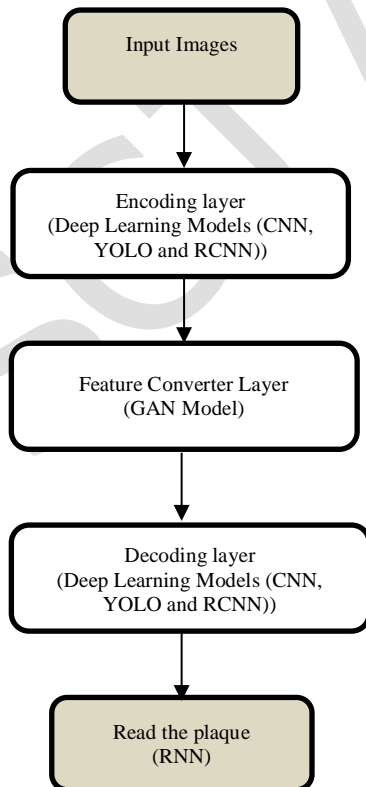 Input Images
Encoding layer
(Deep Learning Models (CNN,
YOLO and RCNN))
Feature Converter Layer
(GAN Model)
Decoding layer
(Deep Learning Models (CNN,
YOLO and RCNN))
Read the plaque
(RNN)